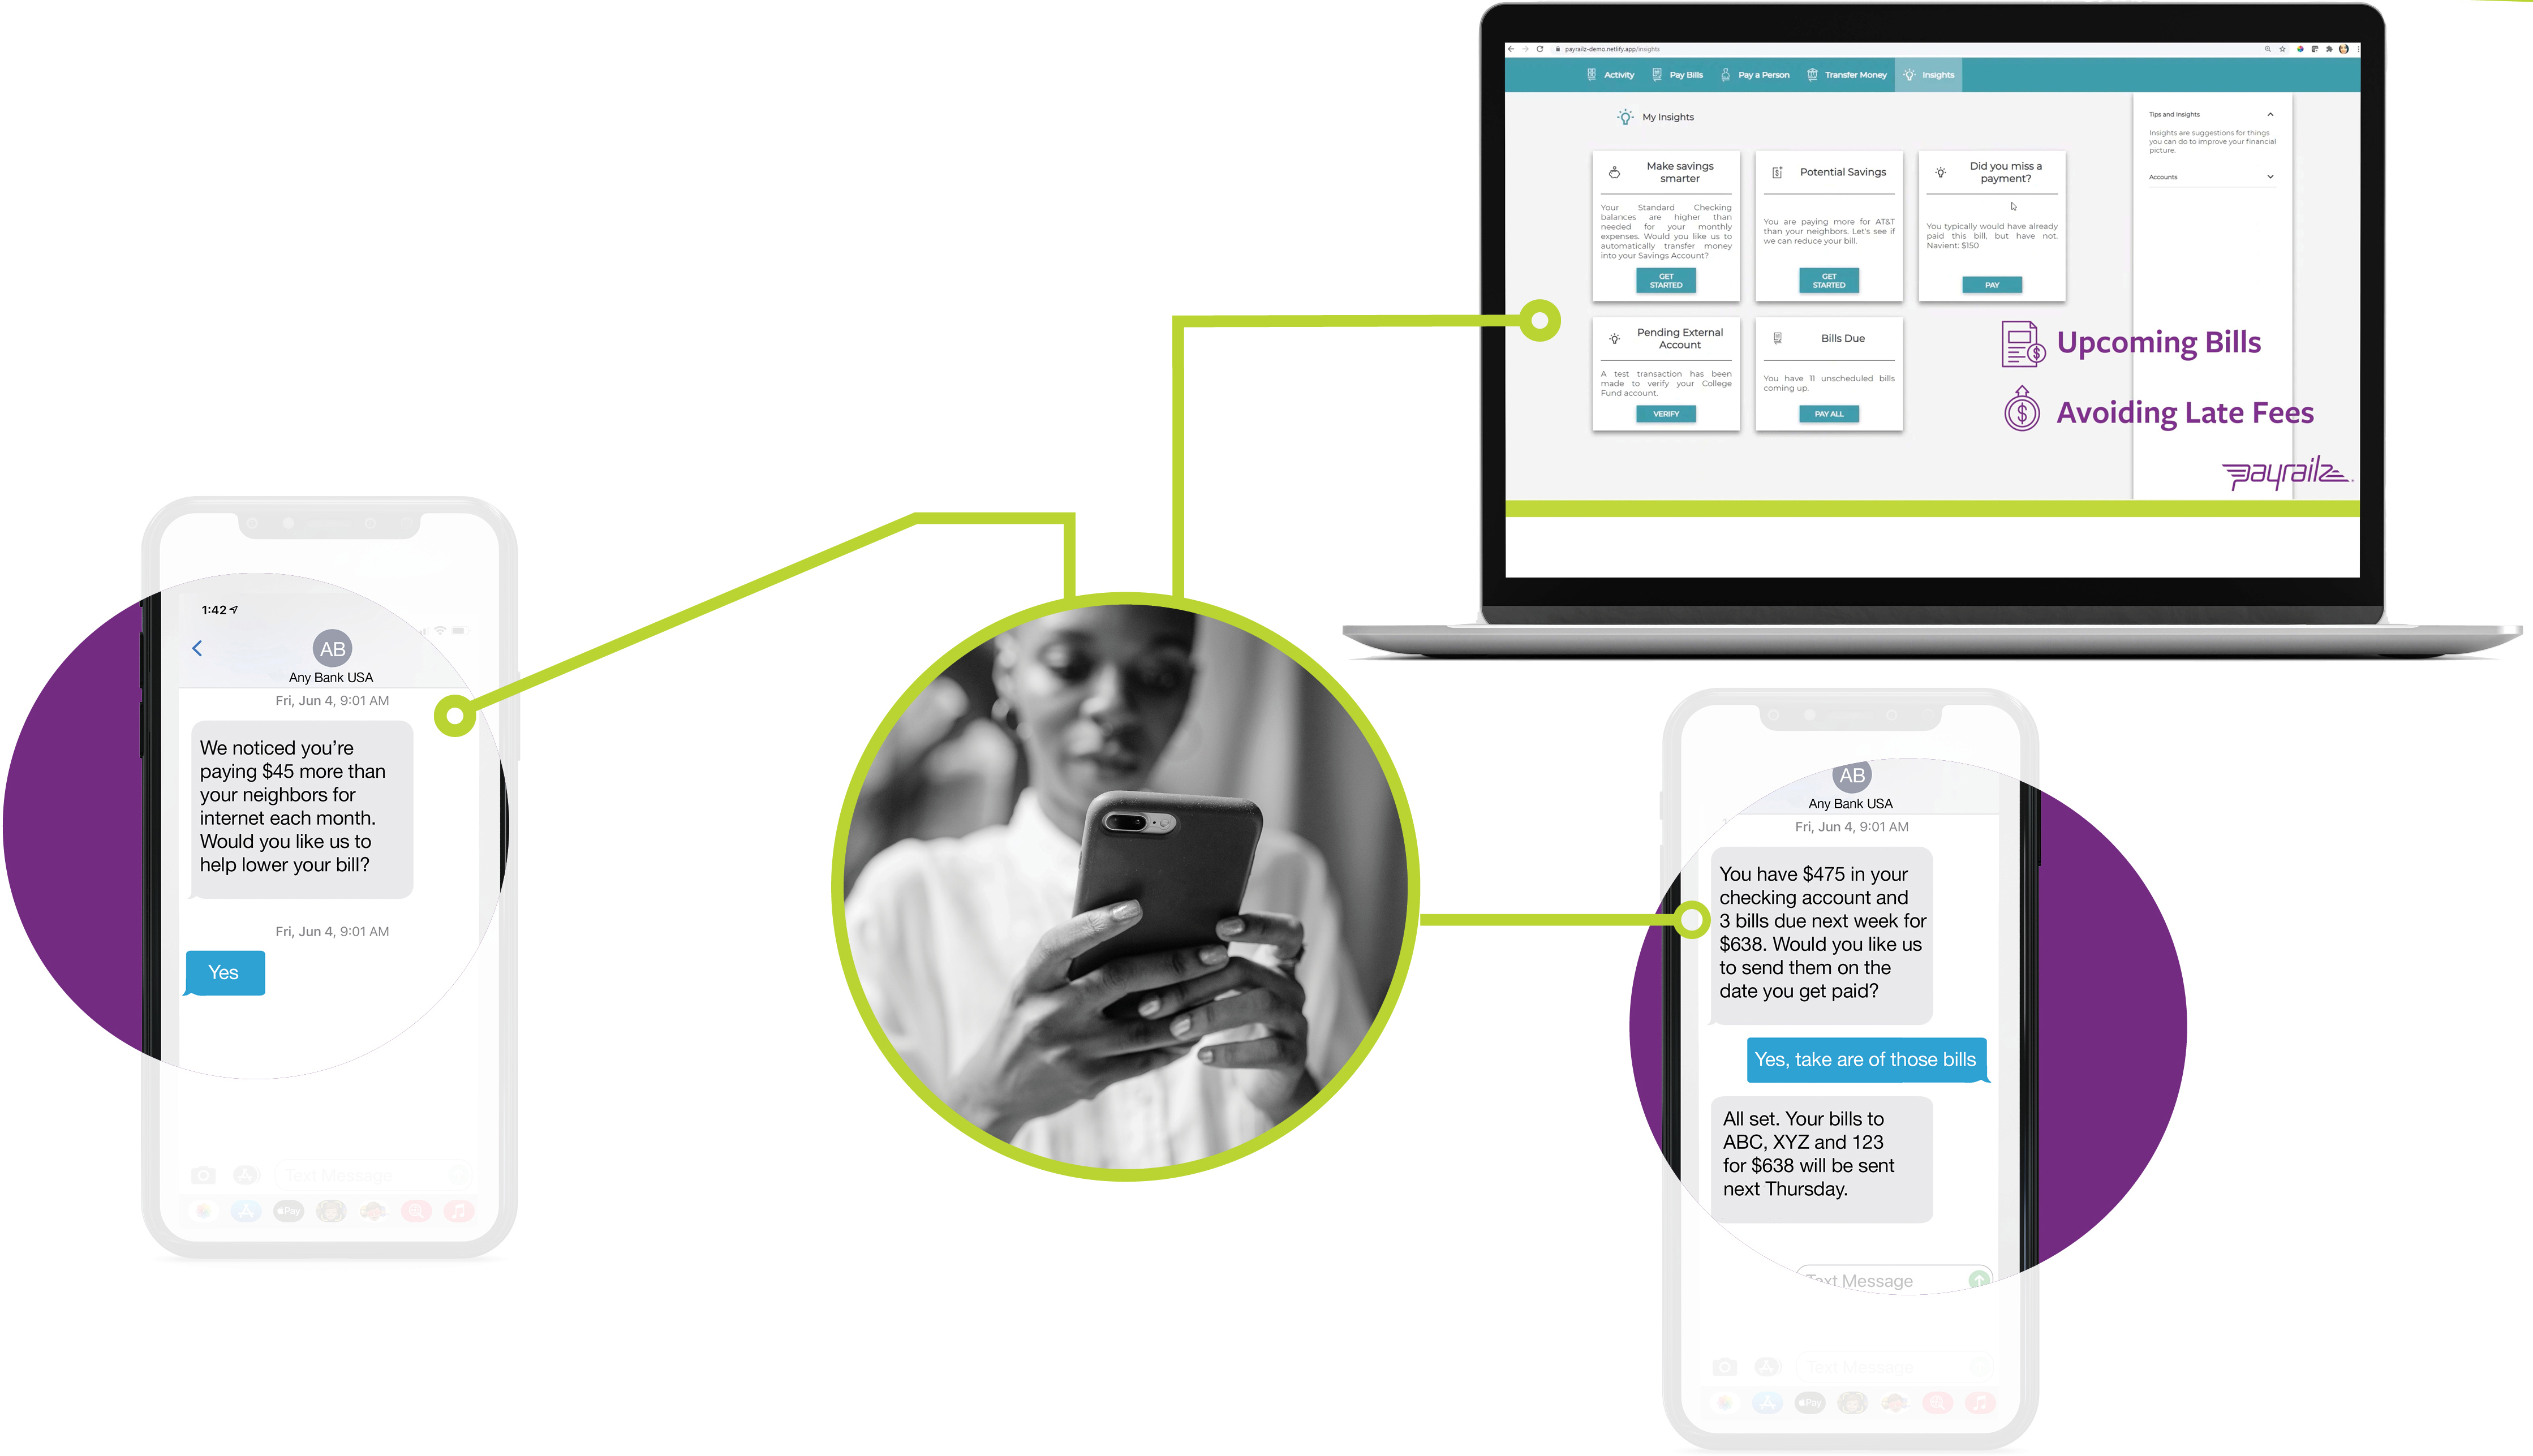 payrailz-demo.netlify.app/insights
Activity
Pay Bills
Pay a Person
Transfer Money
Insights
My Insights
Make savings
smarter
Your Standard Checking
balances are higher than
needed for your monthly
expenses. Would you like us to
automatically transfer money
into your Savings Account?
GET
STARTED
Potential Savings
You are paying more for AT&T
than your neighbors. Let's see if
we can reduce your bill.
GET
STARTED
Did you miss a
payment?
You typically would have already
paid this bill, but have not.
Navient: $150
PAY
Tips and Insights
Insights are suggestions for things
you can do to improve your financial
picture.
Accounts
Pending External
Account
A test transaction has been
made to verify your College
Fund account.
VERIFY
Bills Due
You have 11 unscheduled bills
coming up.
PAY ALL
Upcoming Bills
Avoiding Late Fees
payrailz
1:42
AB
Any Bank USA
Fri, Jun 4, 9:01 AM
We noticed you’re
paying $45 more than
your neighbors for
internet each month.
Would you like us to
help lower your bill?
Fri, Jun 4, 9:01 AM
Yes
Text Message
Pay
AB
Any Bank USA
Fri, Jun 4, 9:01 AM
You have $475 in your
checking account and
3 bills due next week for
$638. Would you like us
to send them on the
date you get paid?
Yes, take are of those bills
All set. Your bills to
ABC, XYZ and 123
for $638 will be sent
next Thursday.
Text Message
Text Message
Pay